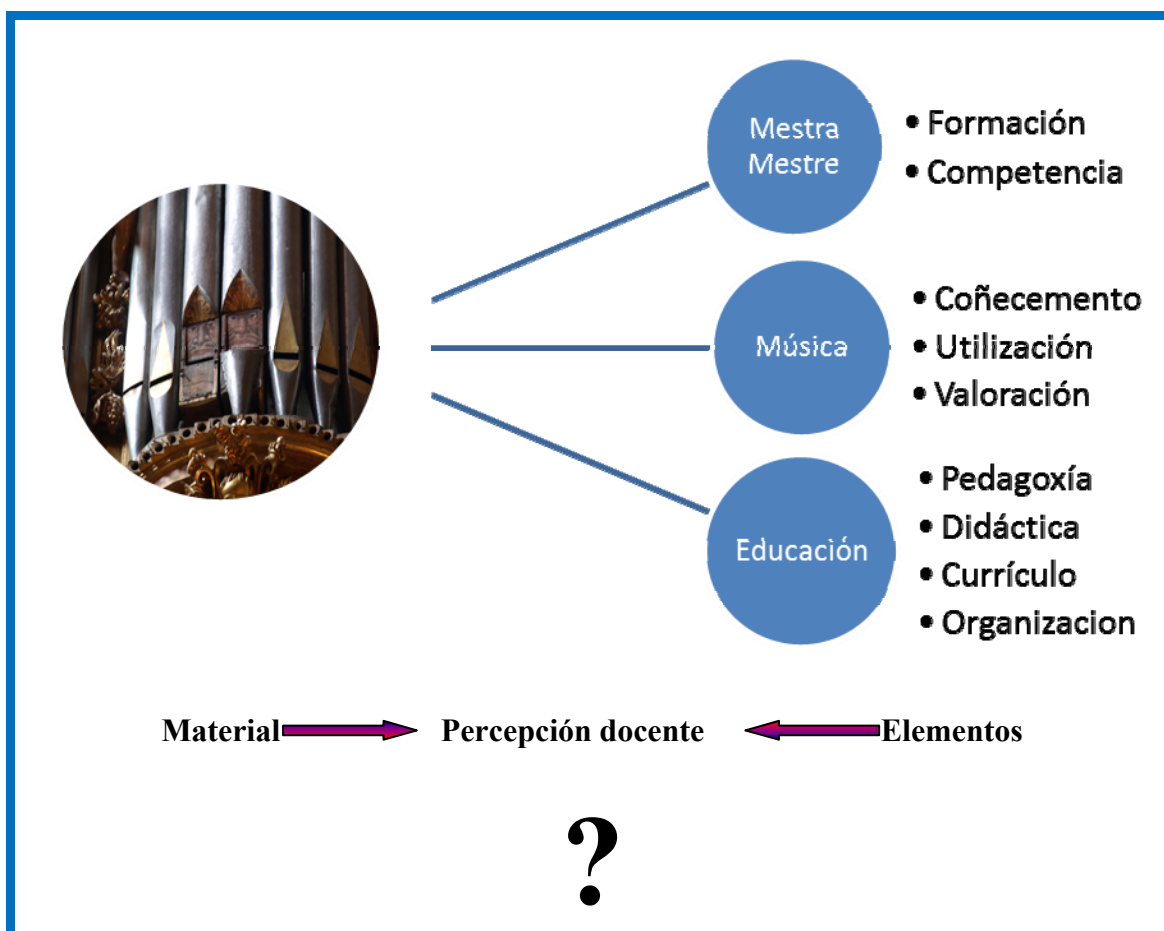 Mestra
Mestre
• Formación
• Competencia
Música
• Coñecemento
• Utilización
• Valoración
Educación
• Pedagoxía
• Didáctica
• Currículo
• Organizacion
Material Percepción docente Elementos
?